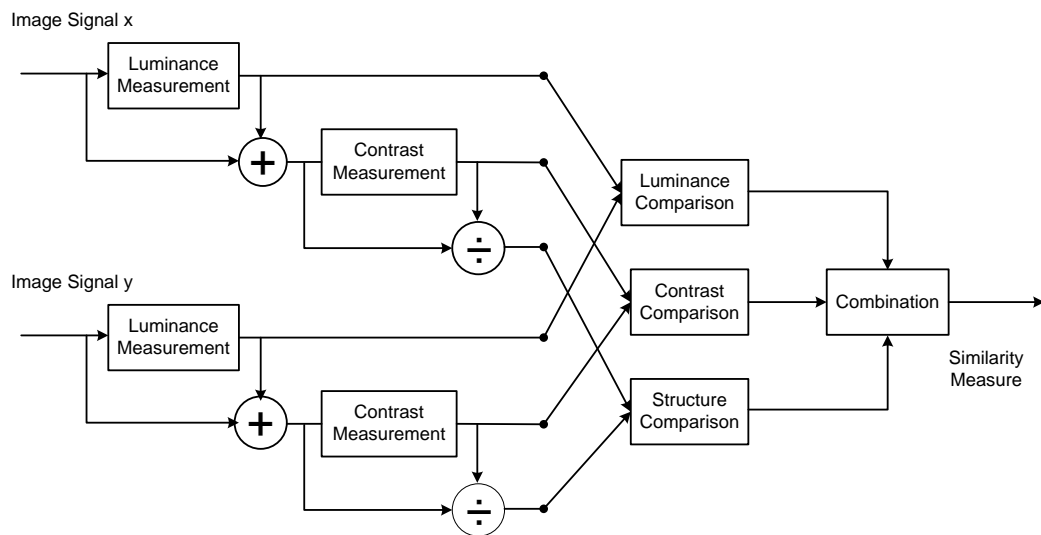 Image Signal x
Luminance
Measurement
+
Contrast
Measurement
÷
Luminance
Comparison
Image Signal y
Luminance
Measurement
Contrast
Comparison
Combination
Similarity
Measure
+
Contrast
Measurement
Structure
Comparison
÷